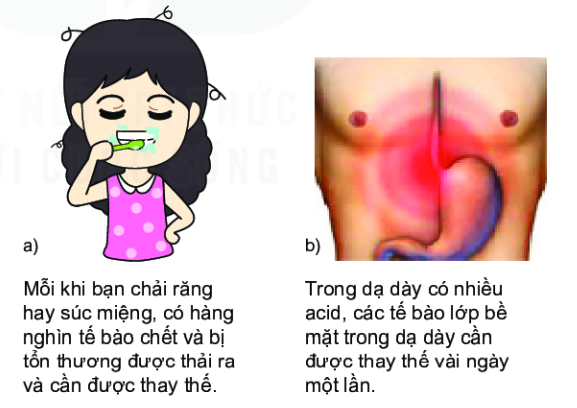 a)
Mỗi khi bạn chải răng
hay súc miệng, có hàng
nghìn tế bào chết và bị
tổn thương được thải ra
và cần được thay thế.
b)
Trong dạ dày có nhiều
acid, các tế bào lớp bề
mặt trong dạ dày cần
được thay thế vài ngày
một lần.